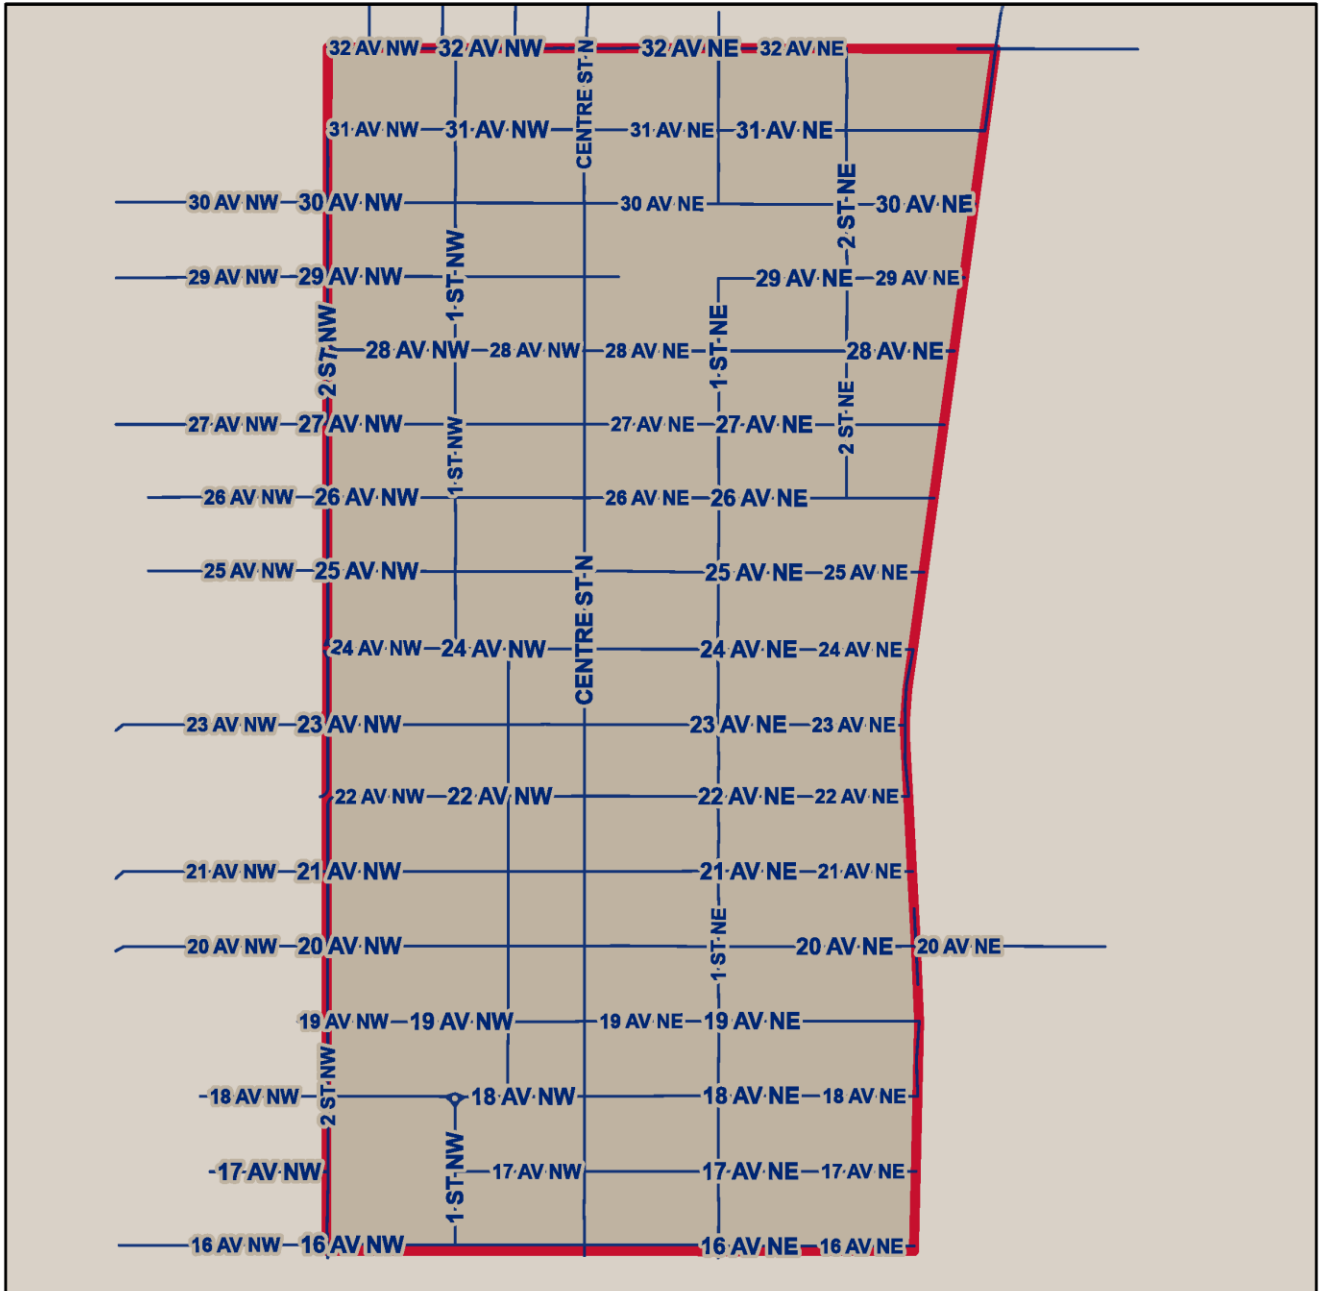 32 AV NW 32 AV NW 32 AV NE 32 AV NE
CENTRE ST N
31 AV NW 31 AV NW 31 AV NE 31 AV NE
30 AV NW 30 AV NW 30 AV NE 30 AV NE
2 ST NE
1 ST NW
29 AV NW 29 AV NW 29 AV NE 29 AV NE
2 ST NW
1 ST NE
28 AV NW 28 AV NW 28 AV NE 28 AV NE
27 AV NW 27 AV NW 27 AV NE 27 AV NE
2 ST NE
1 ST NW
26 AV NW 26 AV NW 26 AV NE 26 AV NE
25 AV NW 25 AV NW 25 AV NE 25 AV NE
CENTRE ST N
24 AV NW 24 AV NW 24 AV NE 24 AV NE
23 AV NW 23 AV NW 23 AV NE 23 AV NE
22 AV NW 22 AV NW 22 AV NE 22 AV NE
21 AV NW 21 AV NW 21 AV NE 21 AV NE
1 ST NE
20 AV NW 20 AV NW 20 AV NE 20 AV NE
19 AV NW 19 AV NW 19 AV NE 19 AV NE
2 ST NW
18 AV NW 18 AV NW 18 AV NE 18 AV NE
1 ST NW
17 AV NW 17 AV NW 17 AV NE 17 AV NE
16 AV NW 16 AV NW 16 AV NE 16 AV NE